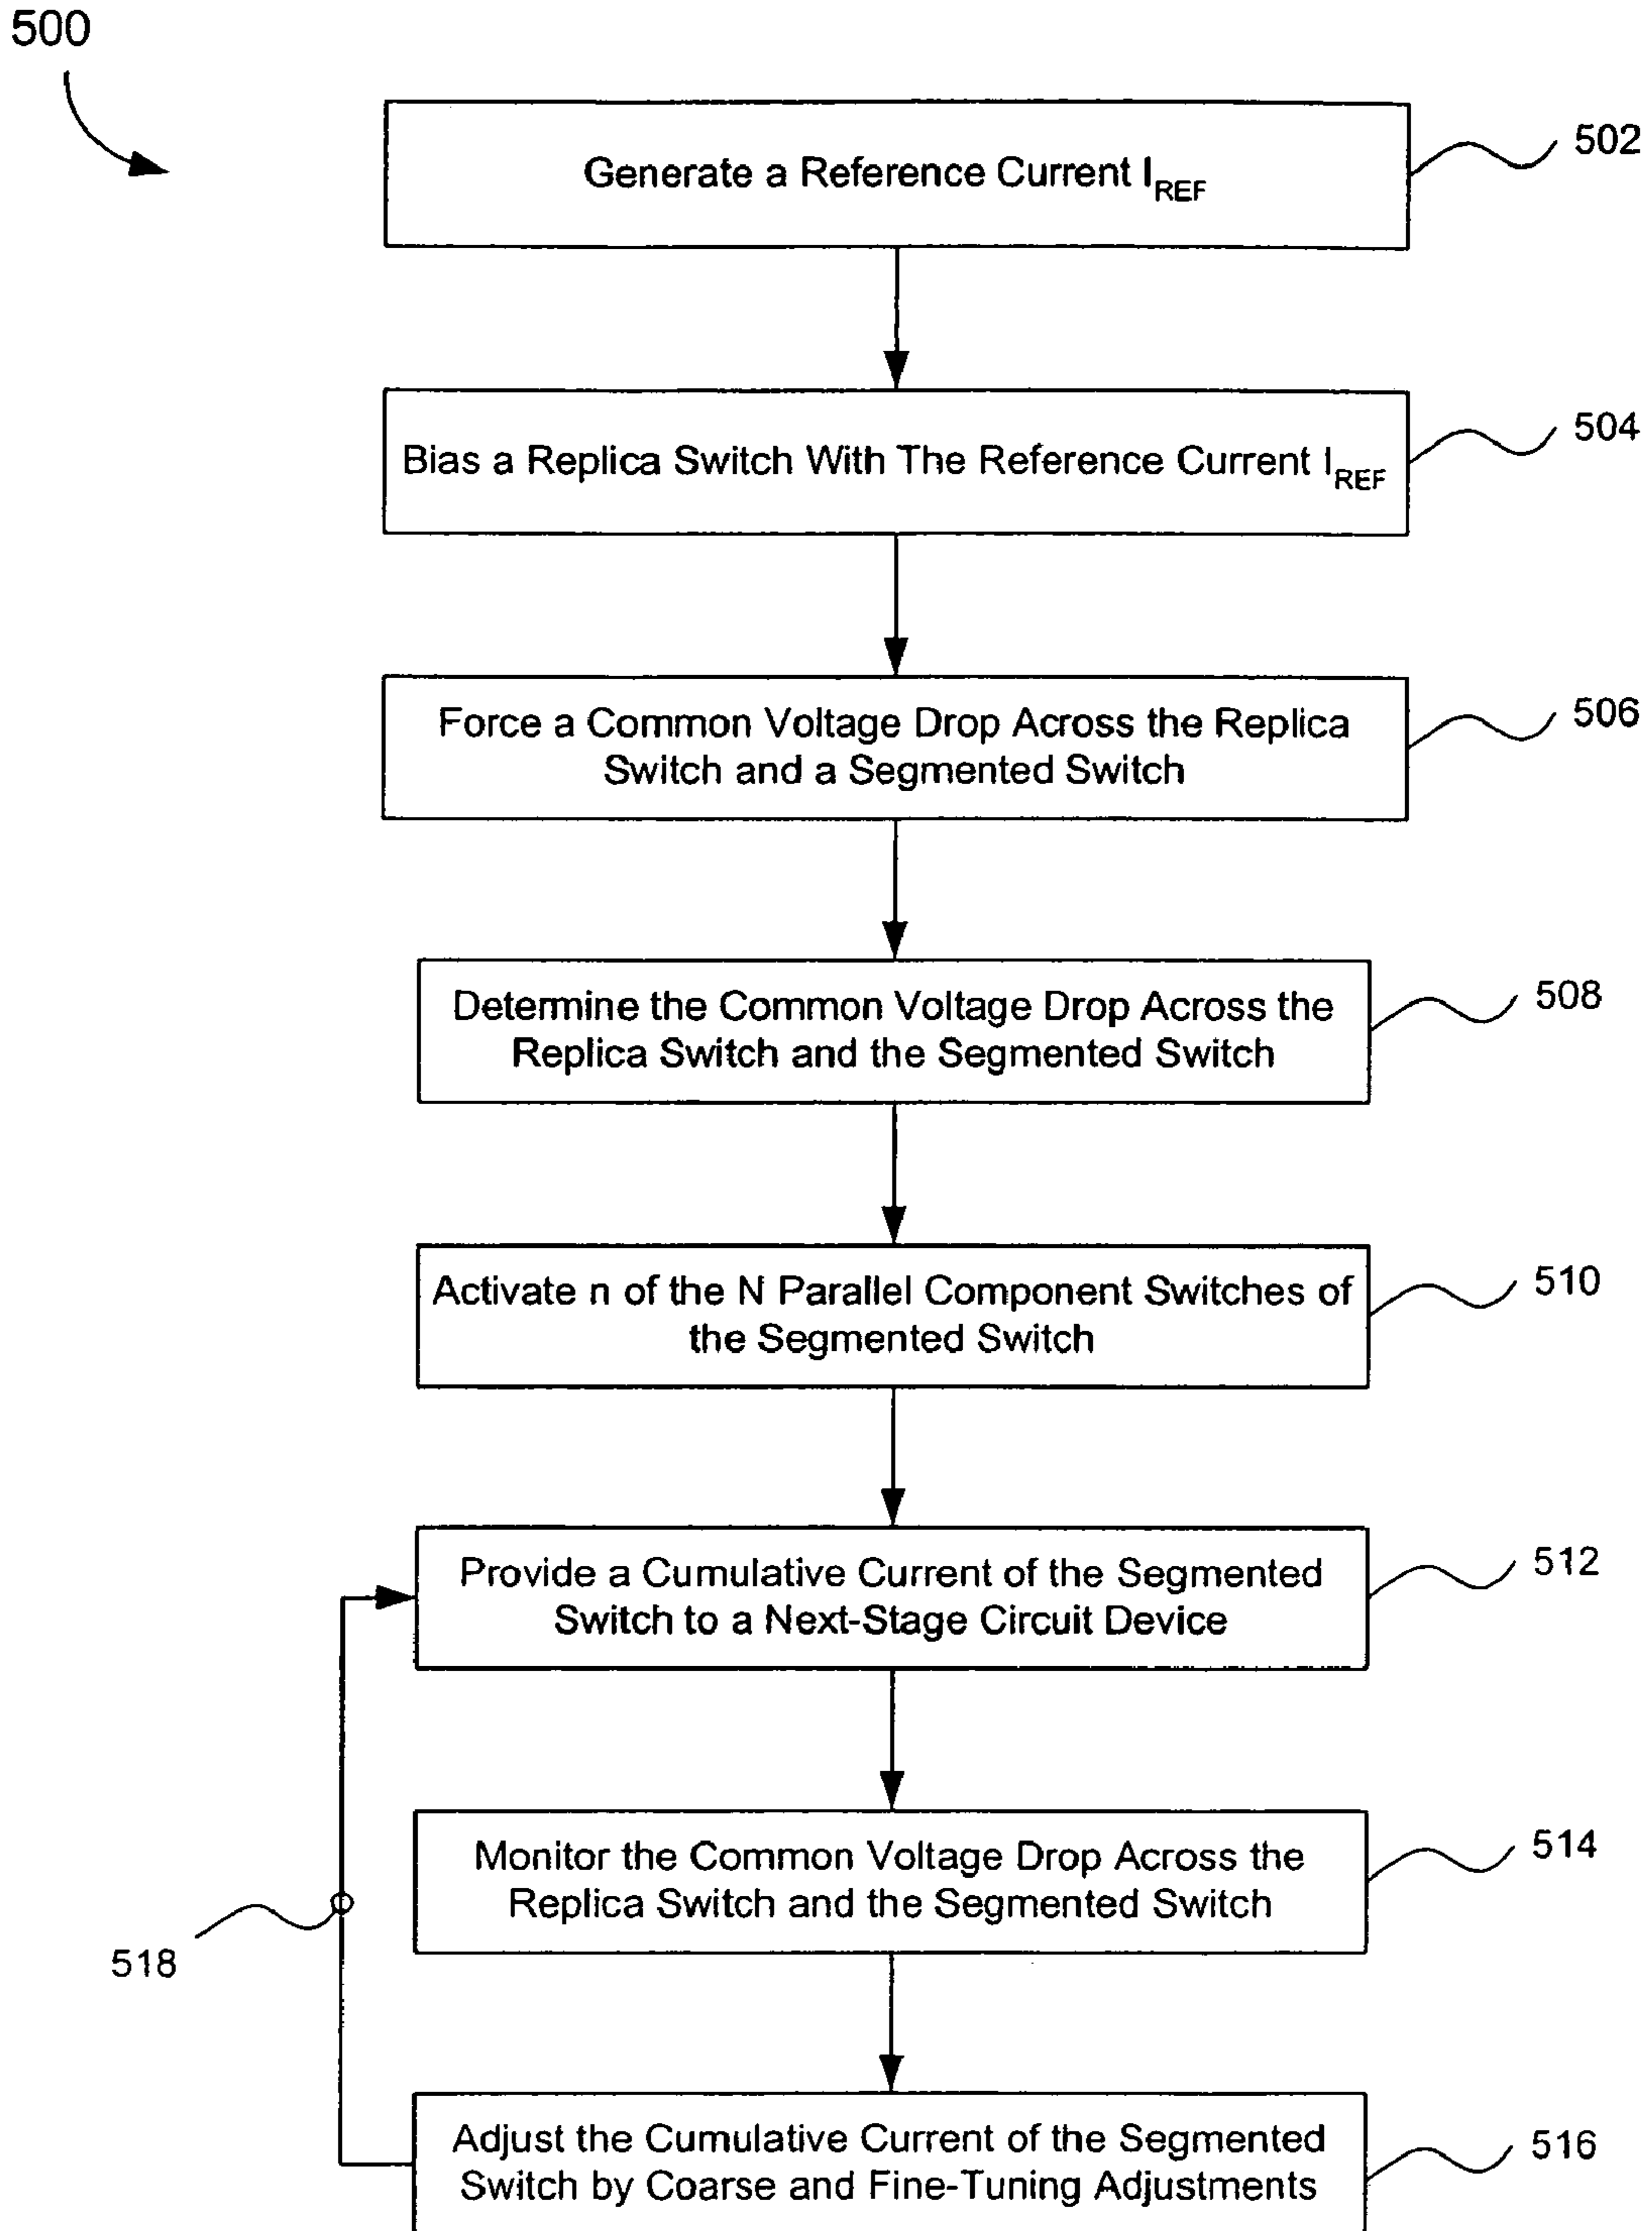 500
Generate a Reference Current I_REF
502
Bias a Replica Switch With The Reference Current I_REF
504
Force a Common Voltage Drop Across the Replica
Switch and a Segmented Switch
506
Determine the Common Voltage Drop Across the
Replica Switch and the Segmented Switch
508
Activate n of the N Parallel Component Switches of
the Segmented Switch
510
Provide a Cumulative Current of the Segmented
Switch to a Next-Stage Circuit Device
512
Monitor the Common Voltage Drop Across the
Replica Switch and the Segmented Switch
514
518
Adjust the Cumulative Current of the Segmented
Switch by Coarse and Fine-Tuning Adjustments
516